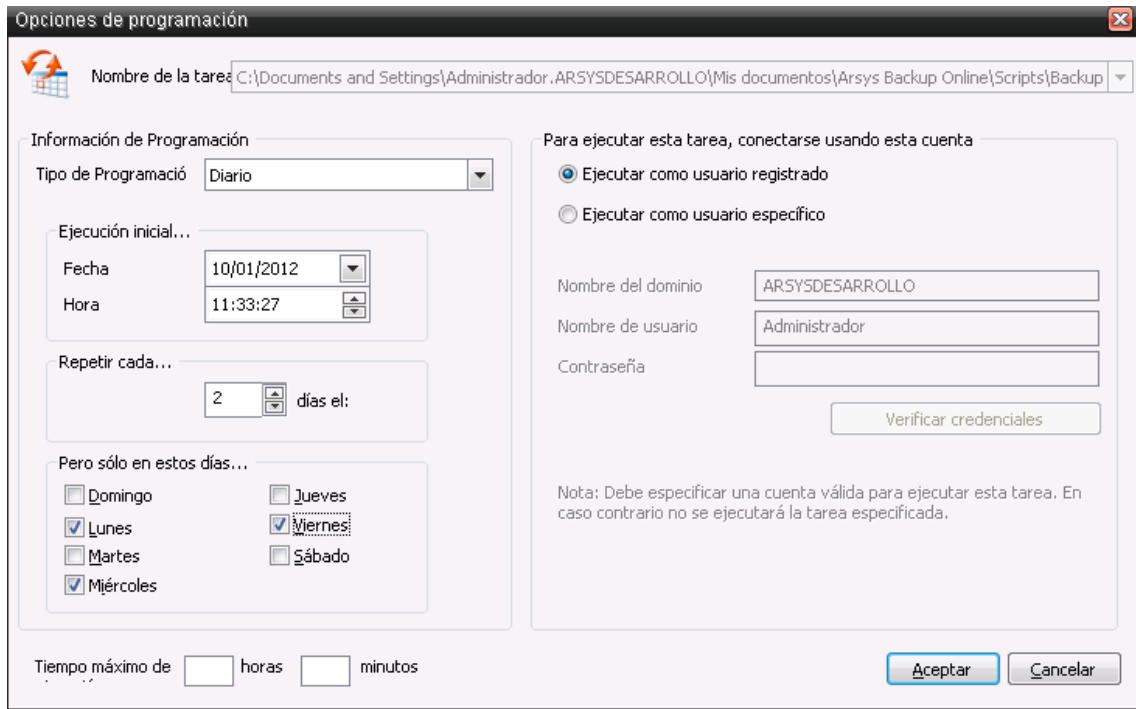 Opciones de programación
Nombre de la tarea C:\Documents and Settings\Administrador.ARSYSDESARROLLO\Mis documentos\Arsys Backup Online\Scripts\Backup
Información de Programación
Tipo de Programació Diario
Ejecución inicial...
Fecha 10/01/2012
Hora 11:33:27
Repetir cada...
2 días el:
Pero sólo en estos días...
Domingo Jueves
Lunes Viernes
Martes Sábado
Miércoles
Tiempo máximo de horas minutos
Para ejecutar esta tarea, conectarse usando esta cuenta
Ejecutar como usuario registrado
Ejecutar como usuario específico
Nombre del dominio ARSYSDESARROLLO
Nombre de usuario Administrador
Contraseña
Verificar credenciales
Nota: Debe especificar una cuenta válida para ejecutar esta tarea. En
caso contrario no se ejecutará la tarea especificada.
Aceptar Cancelar